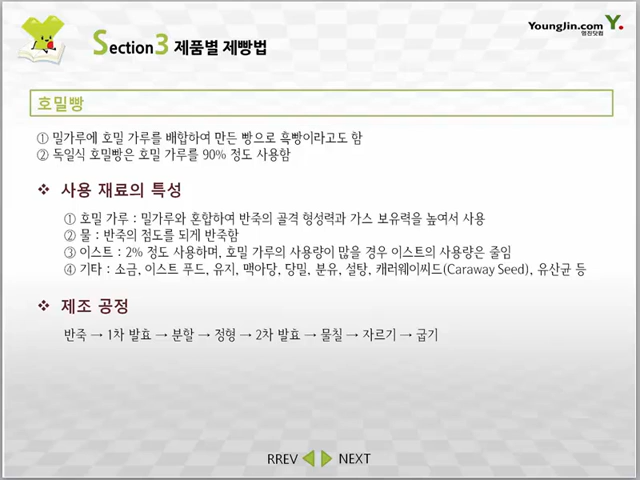 Section3 제품별 제빵법
YoungJin.com Y.
영진닷컴
호밀빵
① 밀가루에 호밀 가루를 배합하여 만든 빵으로 흑빵이라고도 함
② 독일식 호밀빵은 호밀 가루를 90% 정도 사용함
❖ 사용 재료의 특성
① 호밀 가루 : 밀가루와 혼합하여 반죽의 골격 형성력과 가스 보유력을 높여서 사용
② 물 : 반죽의 점도를 되게 반죽함
③ 이스트 : 2% 정도 사용하며, 호밀 가루의 사용량이 많을 경우 이스트의 사용량은 줄임
④ 기타 : 소금, 이스트 푸드, 유지, 맥아당, 당밀, 분유, 설탕, 캐러웨이씨드(Caraway Seed), 유산균 등
❖ 제조 공정
반죽 → 1차 발효 → 분할 → 정형 → 2차 발효 → 물칠 → 자르기 → 굽기
RREV NEXT